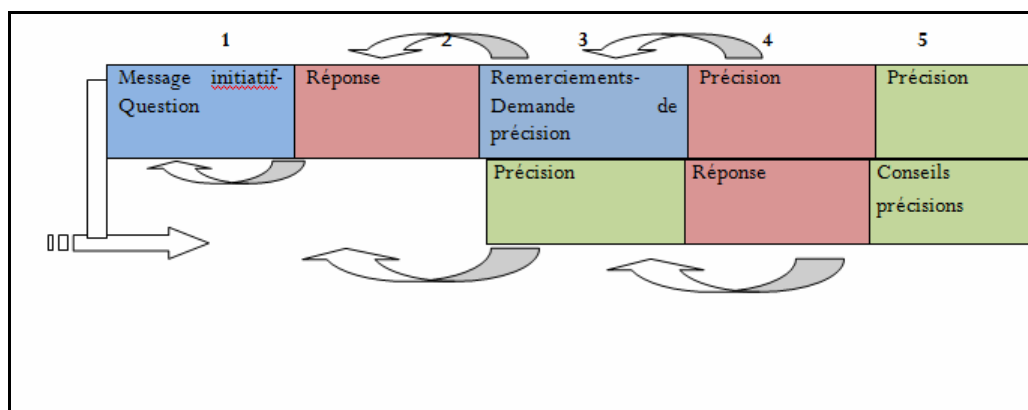 1 2 3 4 5
Message initiatif- Réponse Remerciements- Précision Précision
Question Demande de
précision
Précision Réponse Conseils
précisions